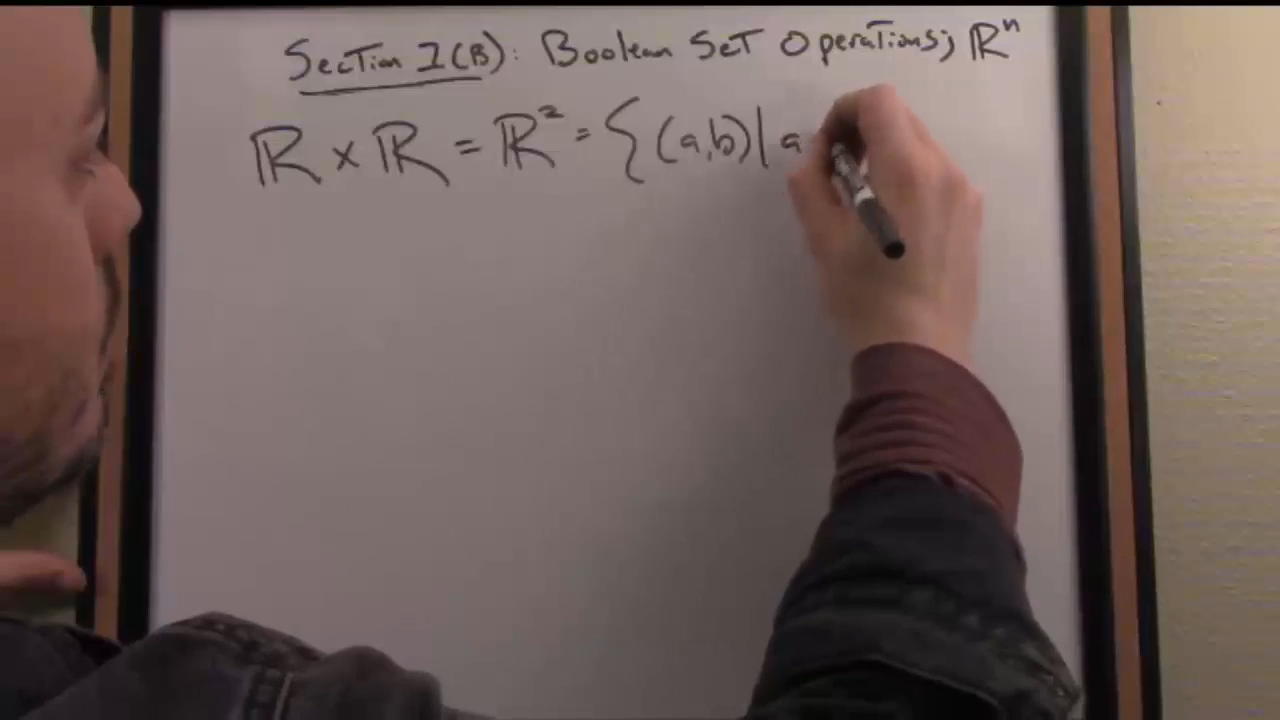 Section I(B): Boolean Set Operations; ℝⁿ
ℝ × ℝ = ℝ² = { (a,b) | a